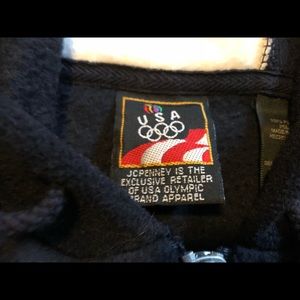 USA
JCPENNEY IS THE
EXCLUSIVE RETAILER
OF USA OLYMPIC
BRAND APPAREL